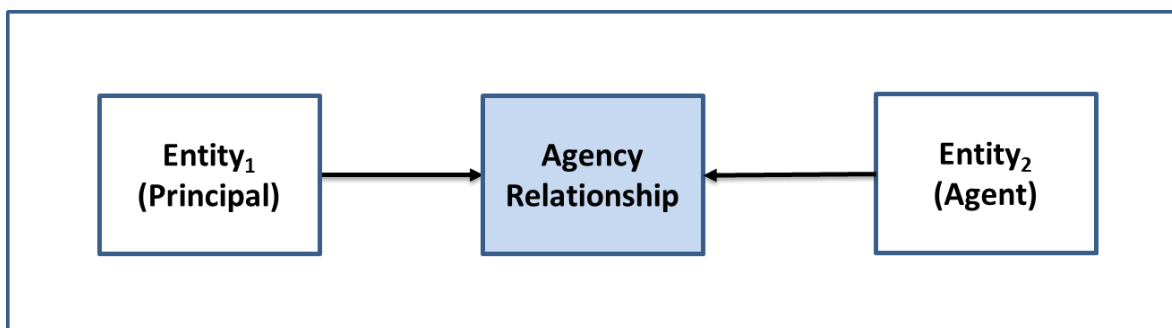 Entity₁
(Principal)
Agency
Relationship
Entity₂
(Agent)